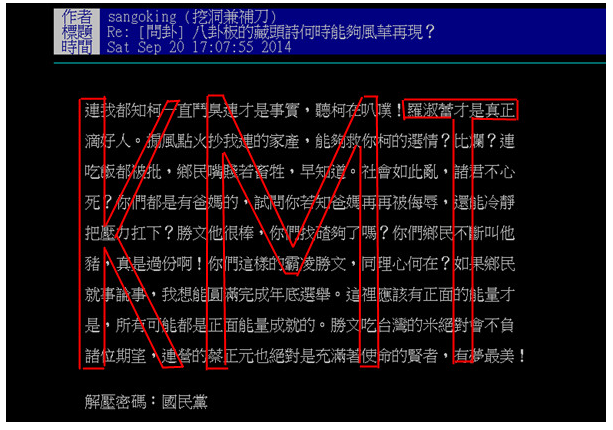 作者 sangoking (挖洞兼補刀)
標題 Re: [問卦] 八卦板的藏頭詩何時能夠風華再現？
時間 Sat Sep 20 17:07:55 2014
連我都知柯一直鬥臭連才是事實，聽柯在叭噗！羅淑蕾才是真正
滴好人。搧風點火抄我連的家產，能夠救你柯的選情？比爛？連
吃飯都被批，鄉民嘴賤若畜牲，早知道。社會如此亂，諸君不心
死？你們都是有爸媽的，試問你若知爸媽再再被侮辱，還能冷靜
把壓力扛下？勝文他很棒，你們找碴夠了嗎？你們鄉民不斷叫他
豬，真是過份啊！你們這樣的霸凌勝文，同理心何在？如果鄉民
就事論事，我想能圓滿完成年底選舉。這裡應該有正面的能量才
是，所有可能都是正面能量成就的。勝文吃台灣的米絕對會不負
諸位期望，連營的蔡正元也絕對是充滿著使命的賢者，有夢最美！
解壓密碼：國民黨
KMT